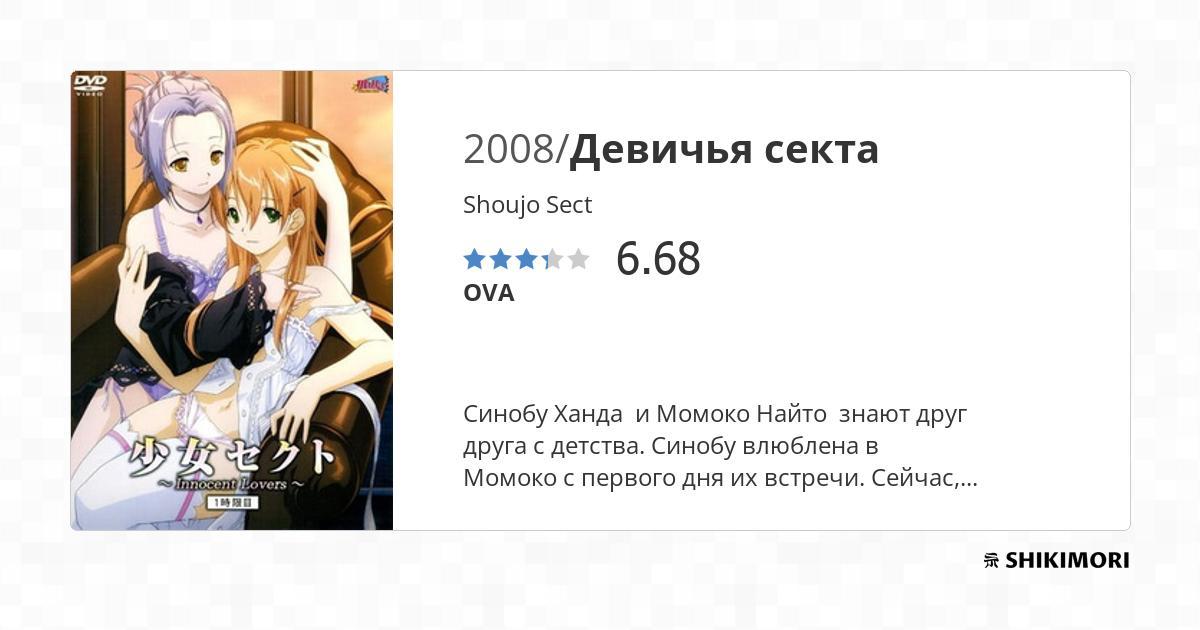 DVD
VIDEO
少女セクト
～Innocent Lovers～
1時限目
2008/Девичья секта
Shoujo Sect
6.68
OVA
Синобу Ханда и Момоко Найто знают друг
друга с детства. Синобу влюблена в
Момоко с первого дня их встречи. Сейчас,...
SHIKIMORI